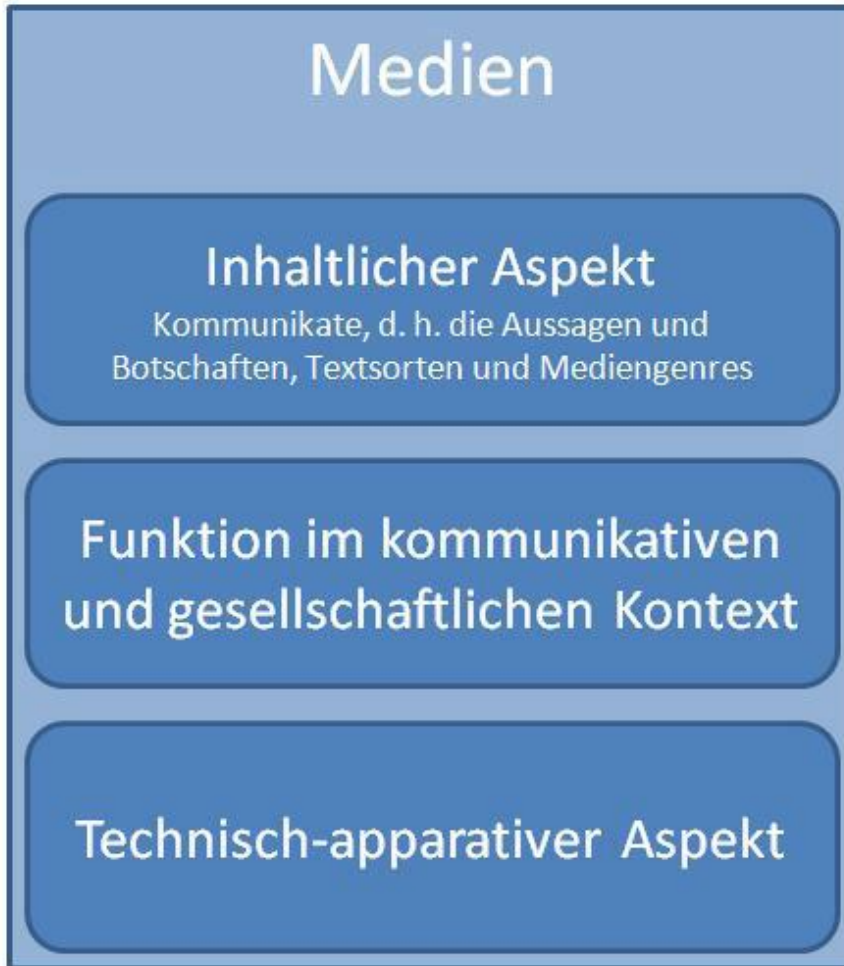 Medien
Inhaltlicher Aspekt
Kommunikate, d. h. die Aussagen und
Botschaften, Textsorten und Mediengenres
Funktion im kommunikativen
und gesellschaftlichen Kontext
Technisch-apparativer Aspekt